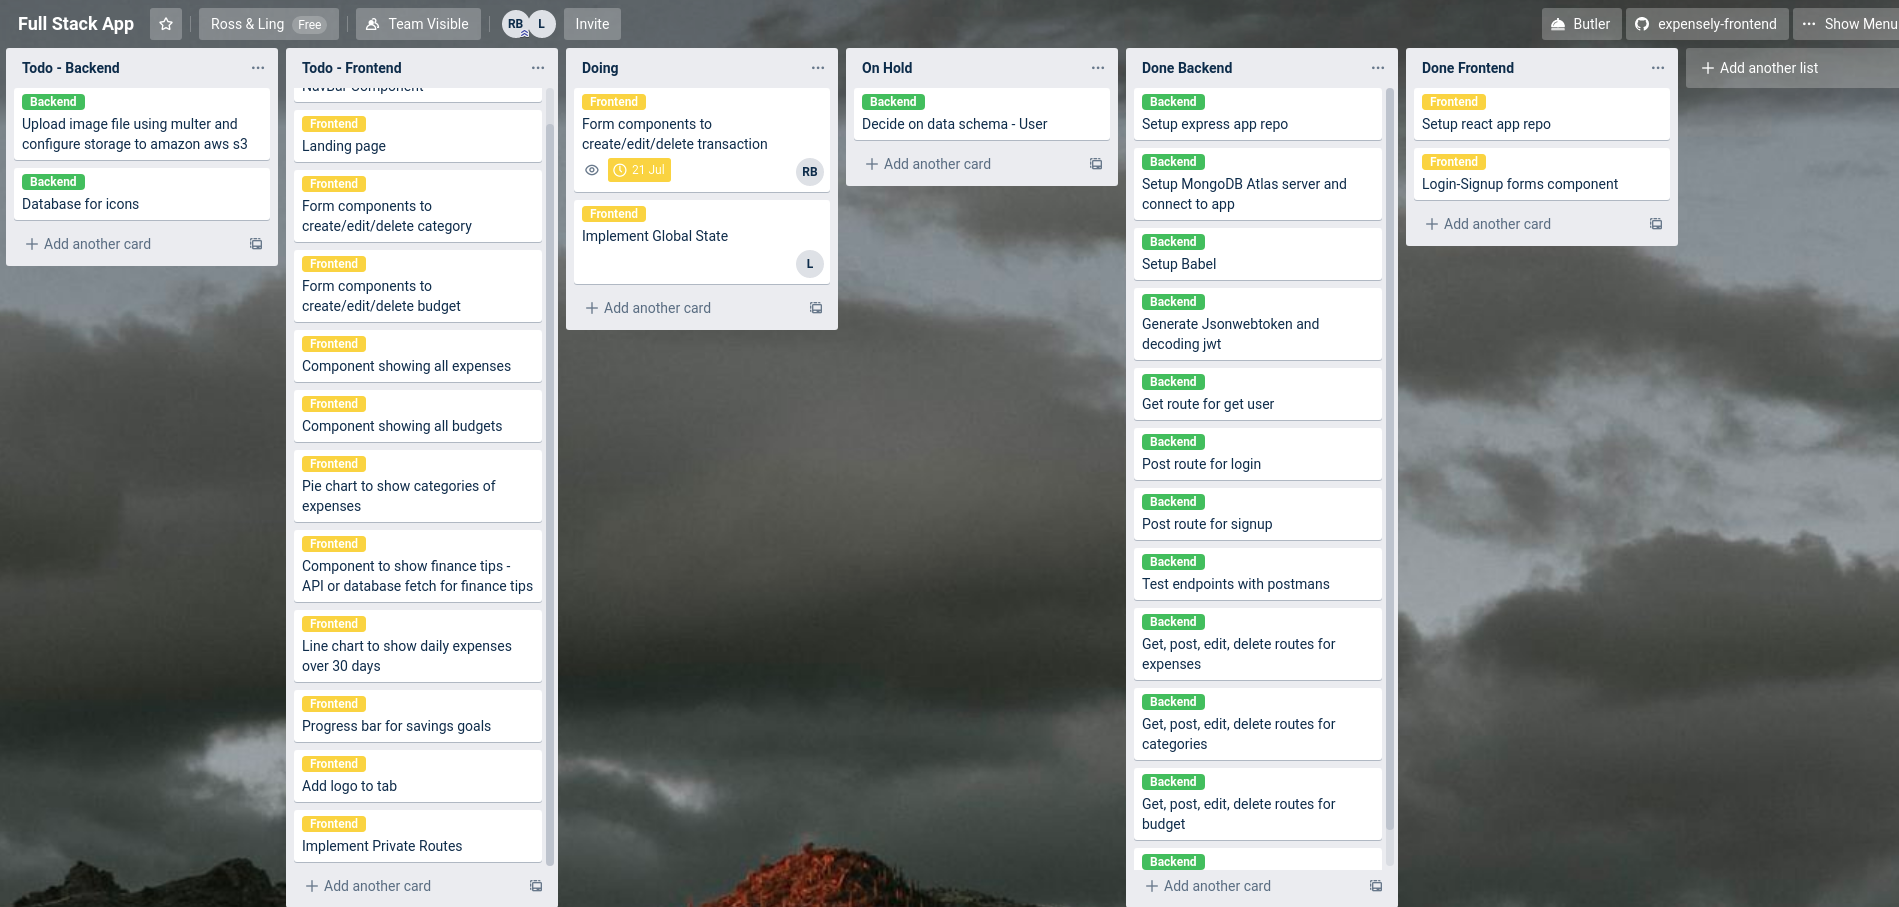 Full Stack App
Ross & Ling Free
Team Visible
RB
L
Invite
Butler
expensely-frontend
Show Menu
Todo - Backend
Backend
Upload image file using multer and
configure storage to amazon aws s3
Backend
Database for icons
Add another card
Todo - Frontend
NavBar Component
Frontend
Landing page
Frontend
Form components to
create/edit/delete category
Frontend
Form components to
create/edit/delete budget
Frontend
Component showing all expenses
Frontend
Component showing all budgets
Frontend
Pie chart to show categories of
expenses
Frontend
Component to show finance tips -
API or database fetch for finance tips
Frontend
Line chart to show daily expenses
over 30 days
Frontend
Progress bar for savings goals
Frontend
Add logo to tab
Frontend
Implement Private Routes
Add another card
Doing
Frontend
Form components to
create/edit/delete transaction
21 Jul
RB
Frontend
Implement Global State
L
Add another card
On Hold
Backend
Decide on data schema - User
Add another card
Done Backend
Backend
Setup express app repo
Backend
Setup MongoDB Atlas server and
connect to app
Backend
Setup Babel
Backend
Generate Jsonwebtoken and
decoding jwt
Backend
Get route for get user
Backend
Post route for login
Backend
Post route for signup
Backend
Test endpoints with postmans
Backend
Get, post, edit, delete routes for
expenses
Backend
Get, post, edit, delete routes for
categories
Backend
Get, post, edit, delete routes for
budget
Backend
Add another card
Done Frontend
Frontend
Setup react app repo
Frontend
Login-Signup forms component
Add another card
Add another list